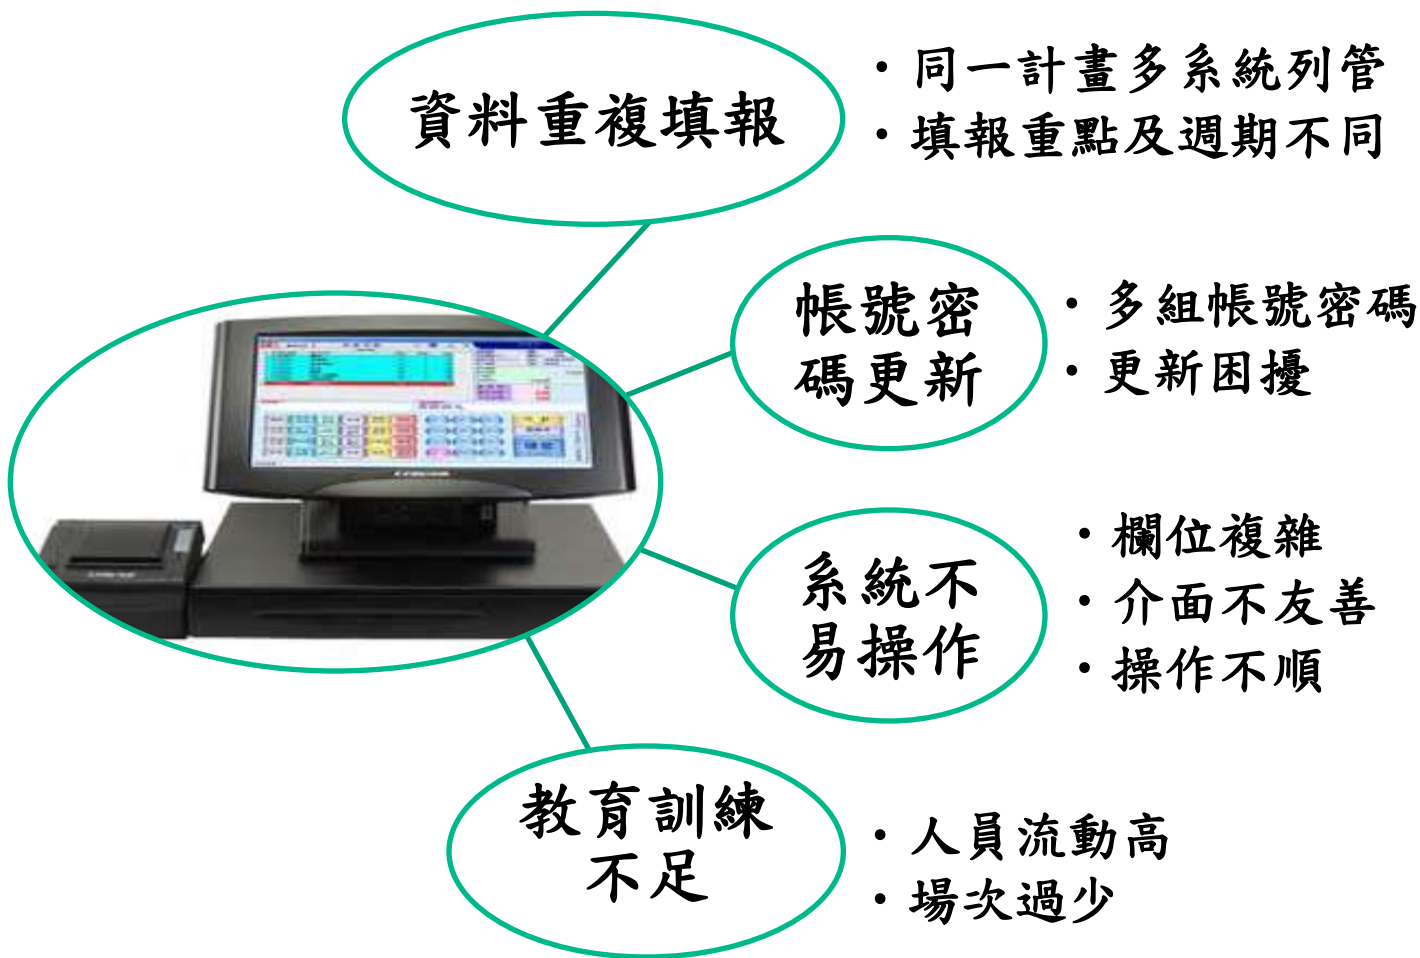 資料重複填報
・同一計畫多系統列管
・填報重點及週期不同
帳號密
碼更新
・多組帳號密碼
・更新困擾
系統不
易操作
・欄位複雜
・介面不友善
・操作不順
教育訓練
不足
・人員流動高
・場次過少